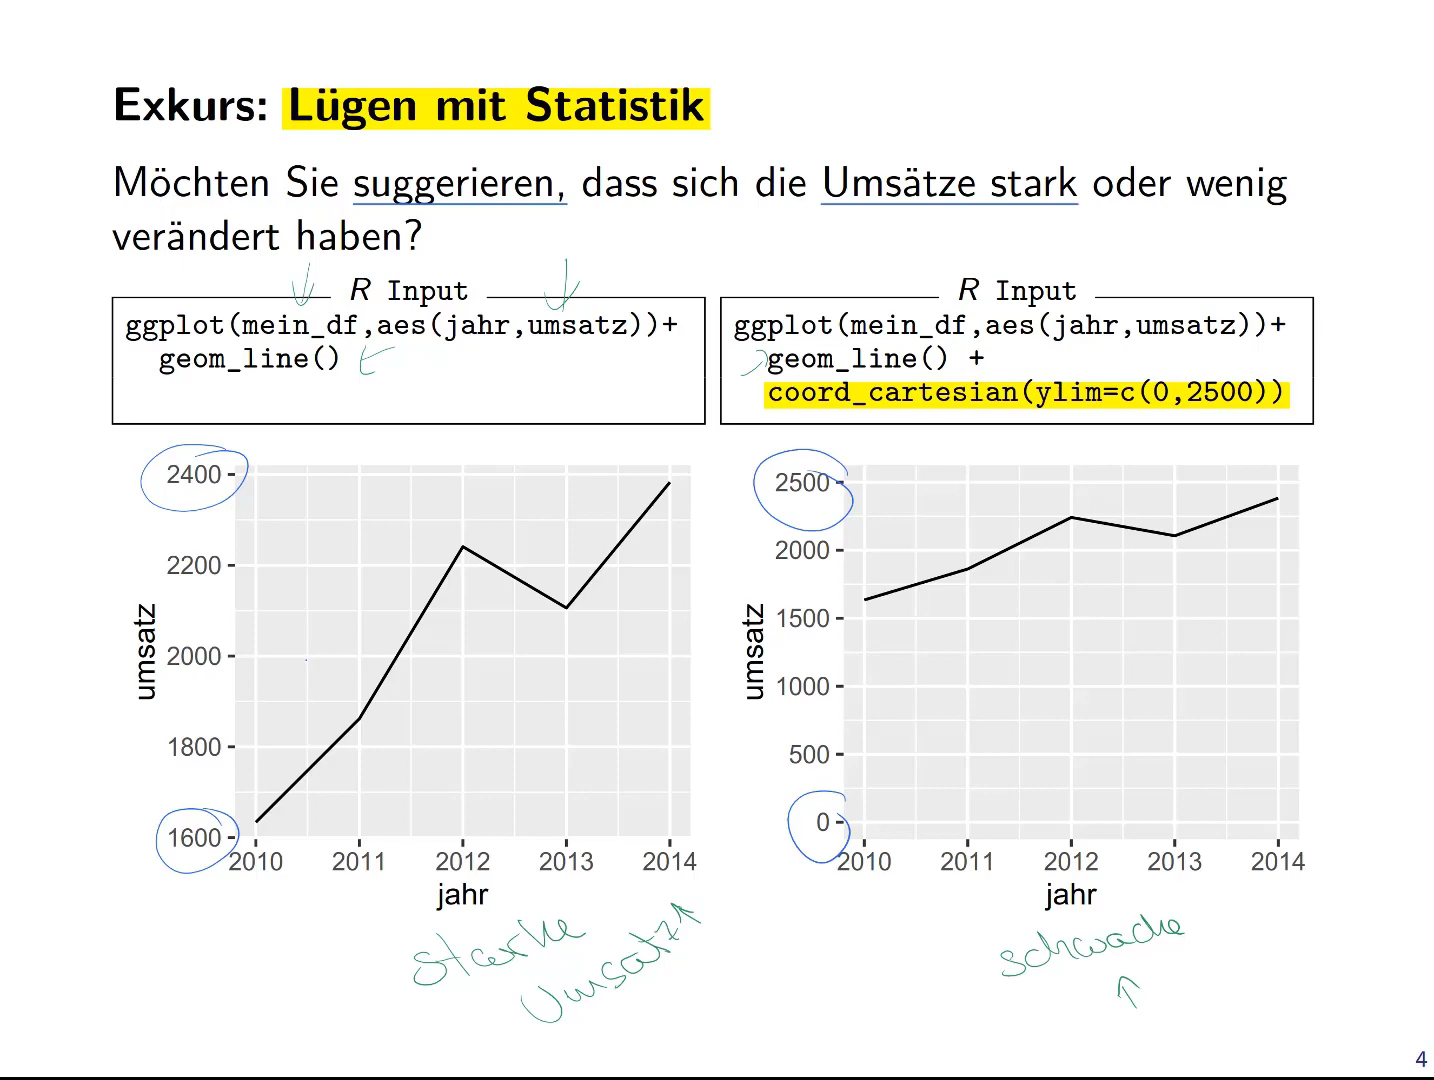 Exkurs: Lügen mit Statistik
Möchten Sie suggerieren, dass sich die Umsätze stark oder wenig
verändert haben?
R Input
ggplot(mein_df,aes(jahr,umsatz))+
geom_line()
R Input
ggplot(mein_df,aes(jahr,umsatz))+
geom_line() +
coord_cartesian(ylim=c(0,2500))
2400
2200
2000
1800
1600
umsatz
2010 2011 2012 2013 2014
jahr
starke
Umsatz↑
2500
2000
1500
1000
500
0
umsatz
2010 2011 2012 2013 2014
jahr
schwache
↑
4